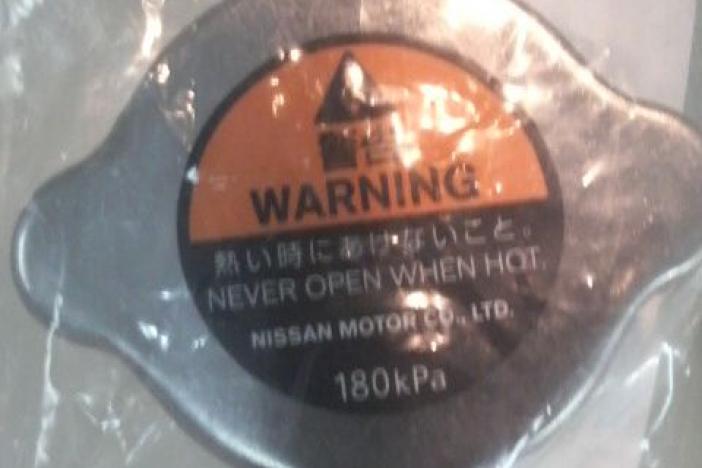 警告
WARNING
熱い時にあけないこと。
NEVER OPEN WHEN HOT.
NISSAN MOTOR CO., LTD.
180kPa